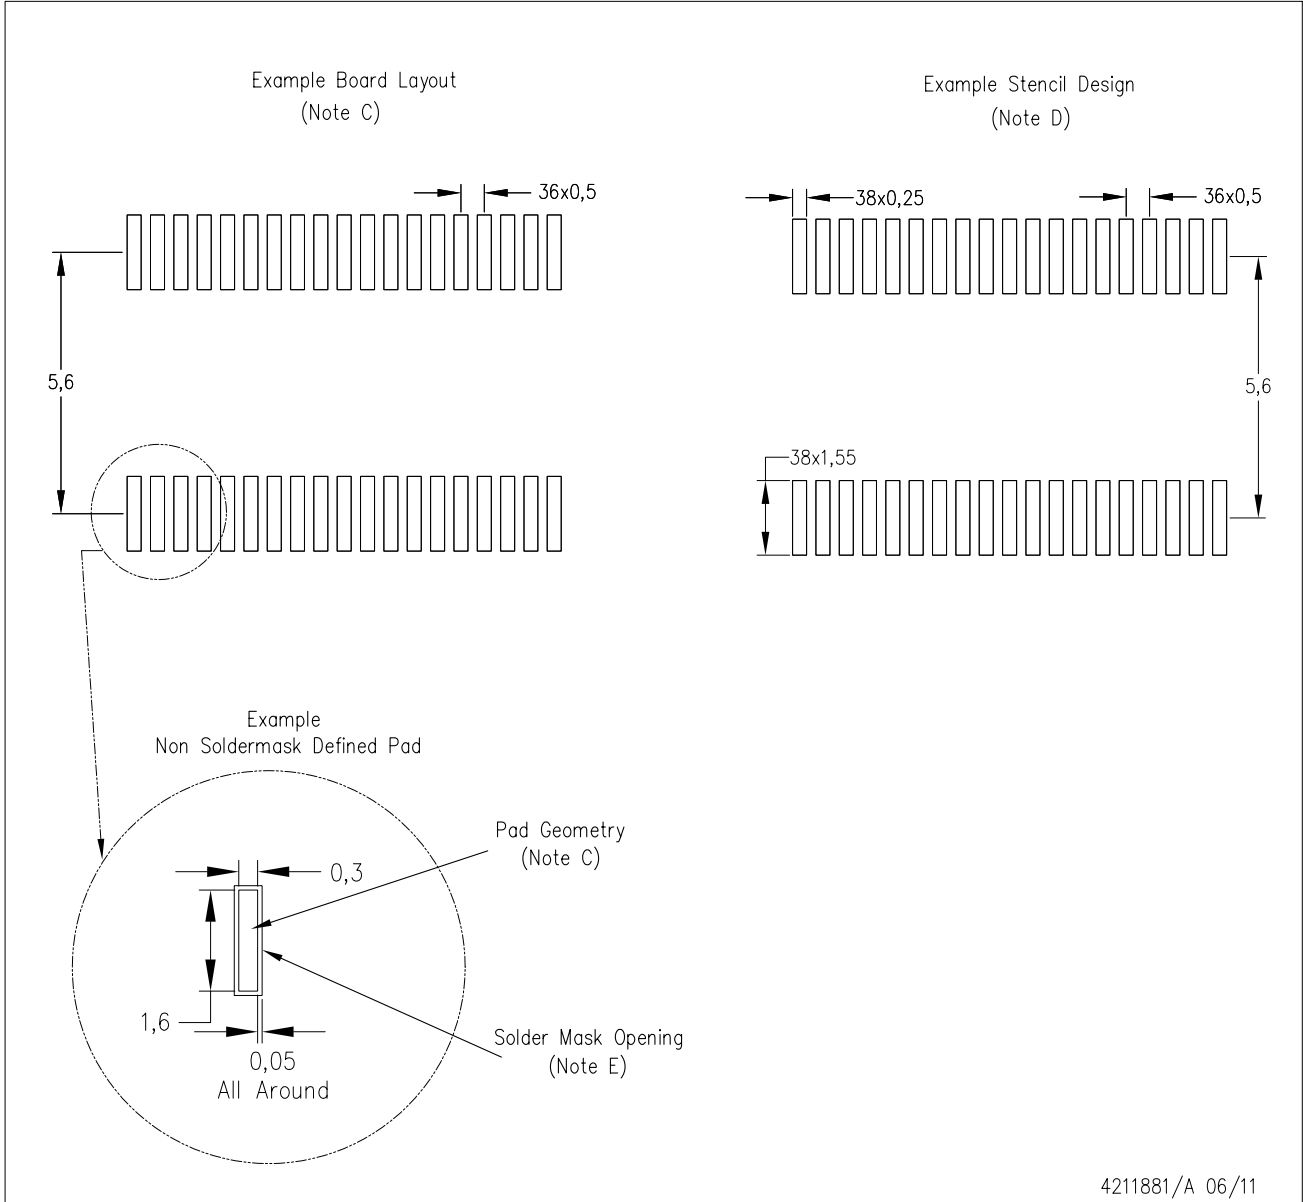 Example Board Layout
(Note C)
Example Stencil Design
(Note D)
36x0,5
38x0,25
36x0,5
5,6
5,6
38x1,55
Example
Non Soldermask Defined Pad
Pad Geometry
(Note C)
0,3
1,6
0,05
All Around
Solder Mask Opening
(Note E)
4211881/A 06/11